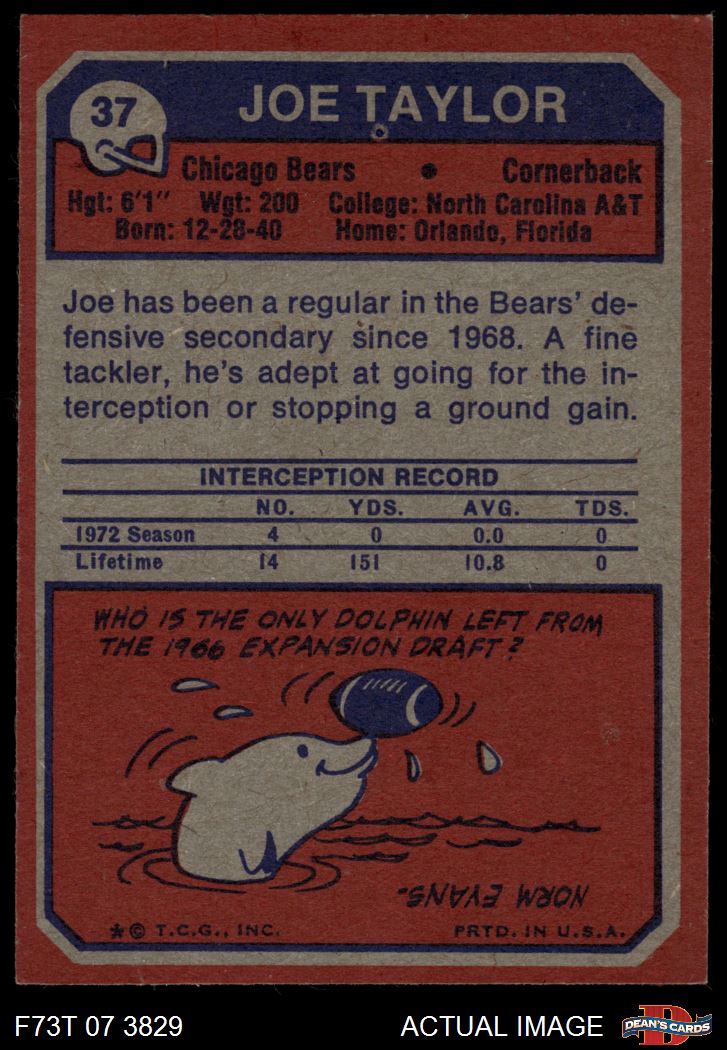 37
JOE TAYLOR
Chicago Bears • Cornerback
Hgt: 6'1" Wgt: 200 College: North Carolina A&T
Born: 12-28-40 Home: Orlando, Florida
Joe has been a regular in the Bears' de-
fensive secondary since 1968. A fine
tackler, he's adept at going for the in-
terception or stopping a ground gain.
INTERCEPTION RECORD
NO. YDS. AVG. TDS.
1972 Season 4 0 0.0 0
Lifetime 14 151 10.8 0
WHO IS THE ONLY DOLPHIN LEFT FROM
THE 1966 EXPANSION DRAFT?
NORM EVANS.
*© T.C.G., INC. PRTD. IN U.S.A.
F73T 07 3829 ACTUAL IMAGE D DEAN'S CARDS